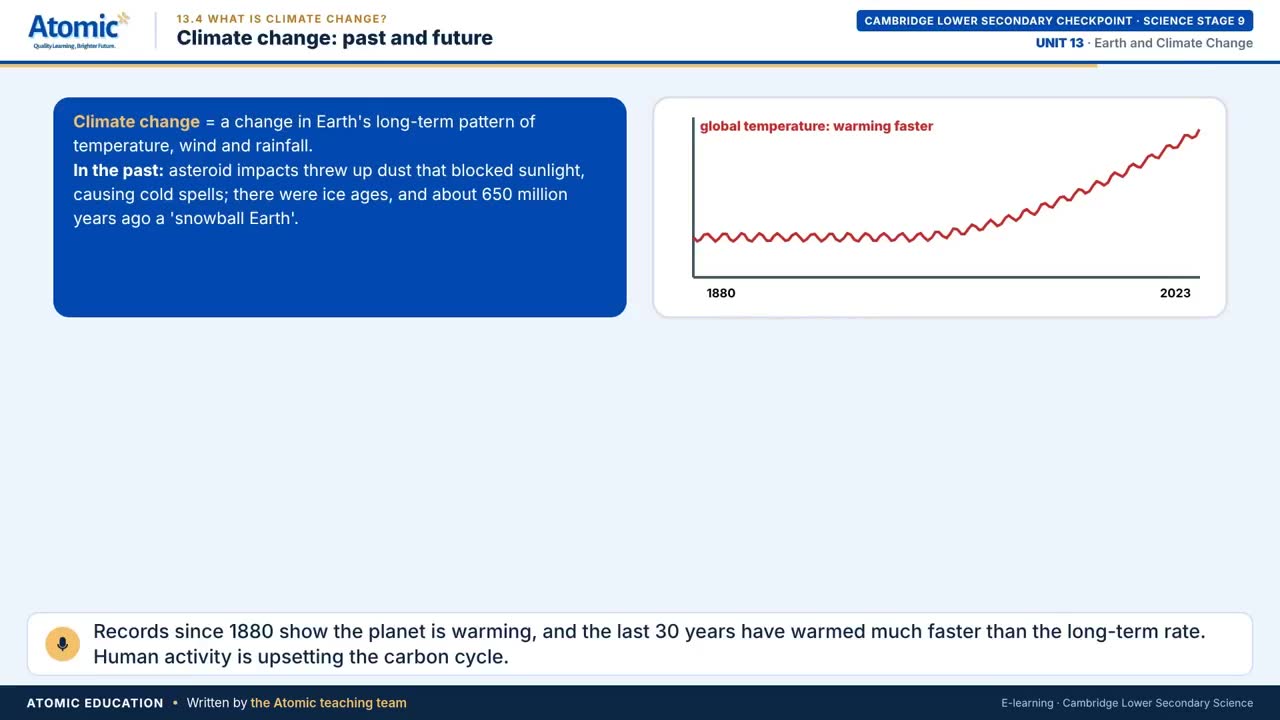 Atomic
Quality Learning, Brighter Future.
13.4 WHAT IS CLIMATE CHANGE?
Climate change: past and future
CAMBRIDGE LOWER SECONDARY CHECKPOINT · SCIENCE STAGE 9
UNIT 13 · Earth and Climate Change
Climate change = a change in Earth's long-term pattern of
temperature, wind and rainfall.
In the past: asteroid impacts threw up dust that blocked sunlight,
causing cold spells; there were ice ages, and about 650 million
years ago a 'snowball Earth'.
global temperature: warming faster
1880
2023
Records since 1880 show the planet is warming, and the last 30 years have warmed much faster than the long-term rate.
Human activity is upsetting the carbon cycle.
ATOMIC EDUCATION • Written by the Atomic teaching team
E-learning · Cambridge Lower Secondary Science